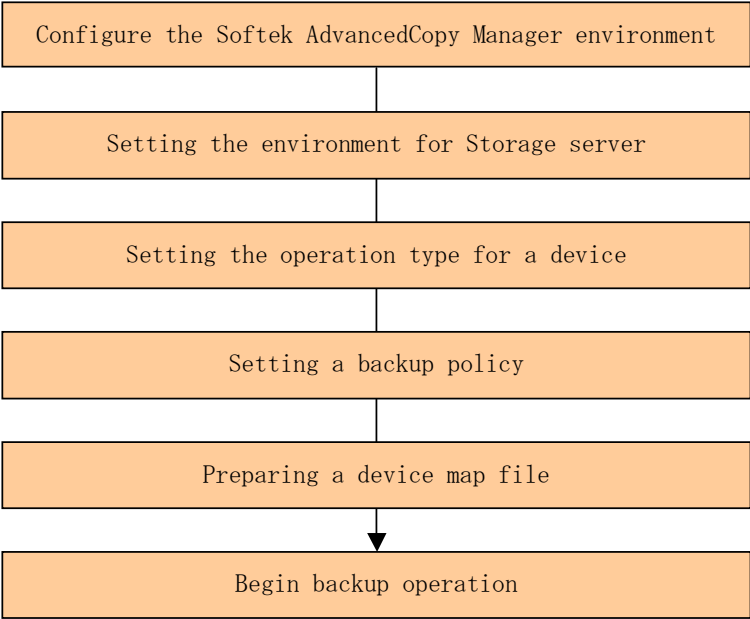 Configure the Softek AdvancedCopy Manager environment
Setting the environment for Storage server
Setting the operation type for a device
Setting a backup policy
Preparing a device map file
Begin backup operation